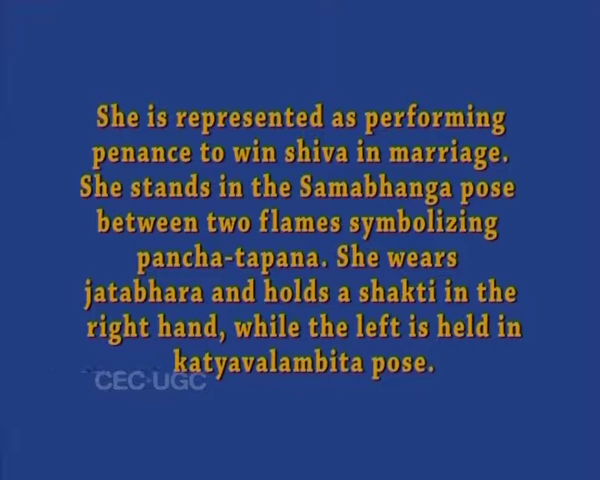 She is represented as performing
penance to win shiva in marriage.
She stands in the Samabhanga pose
between two flames symbolizing
pancha-tapana. She wears
jatabhara and holds a shakti in the
right hand, while the left is held in
katyavalambita pose.
CEC-UGC